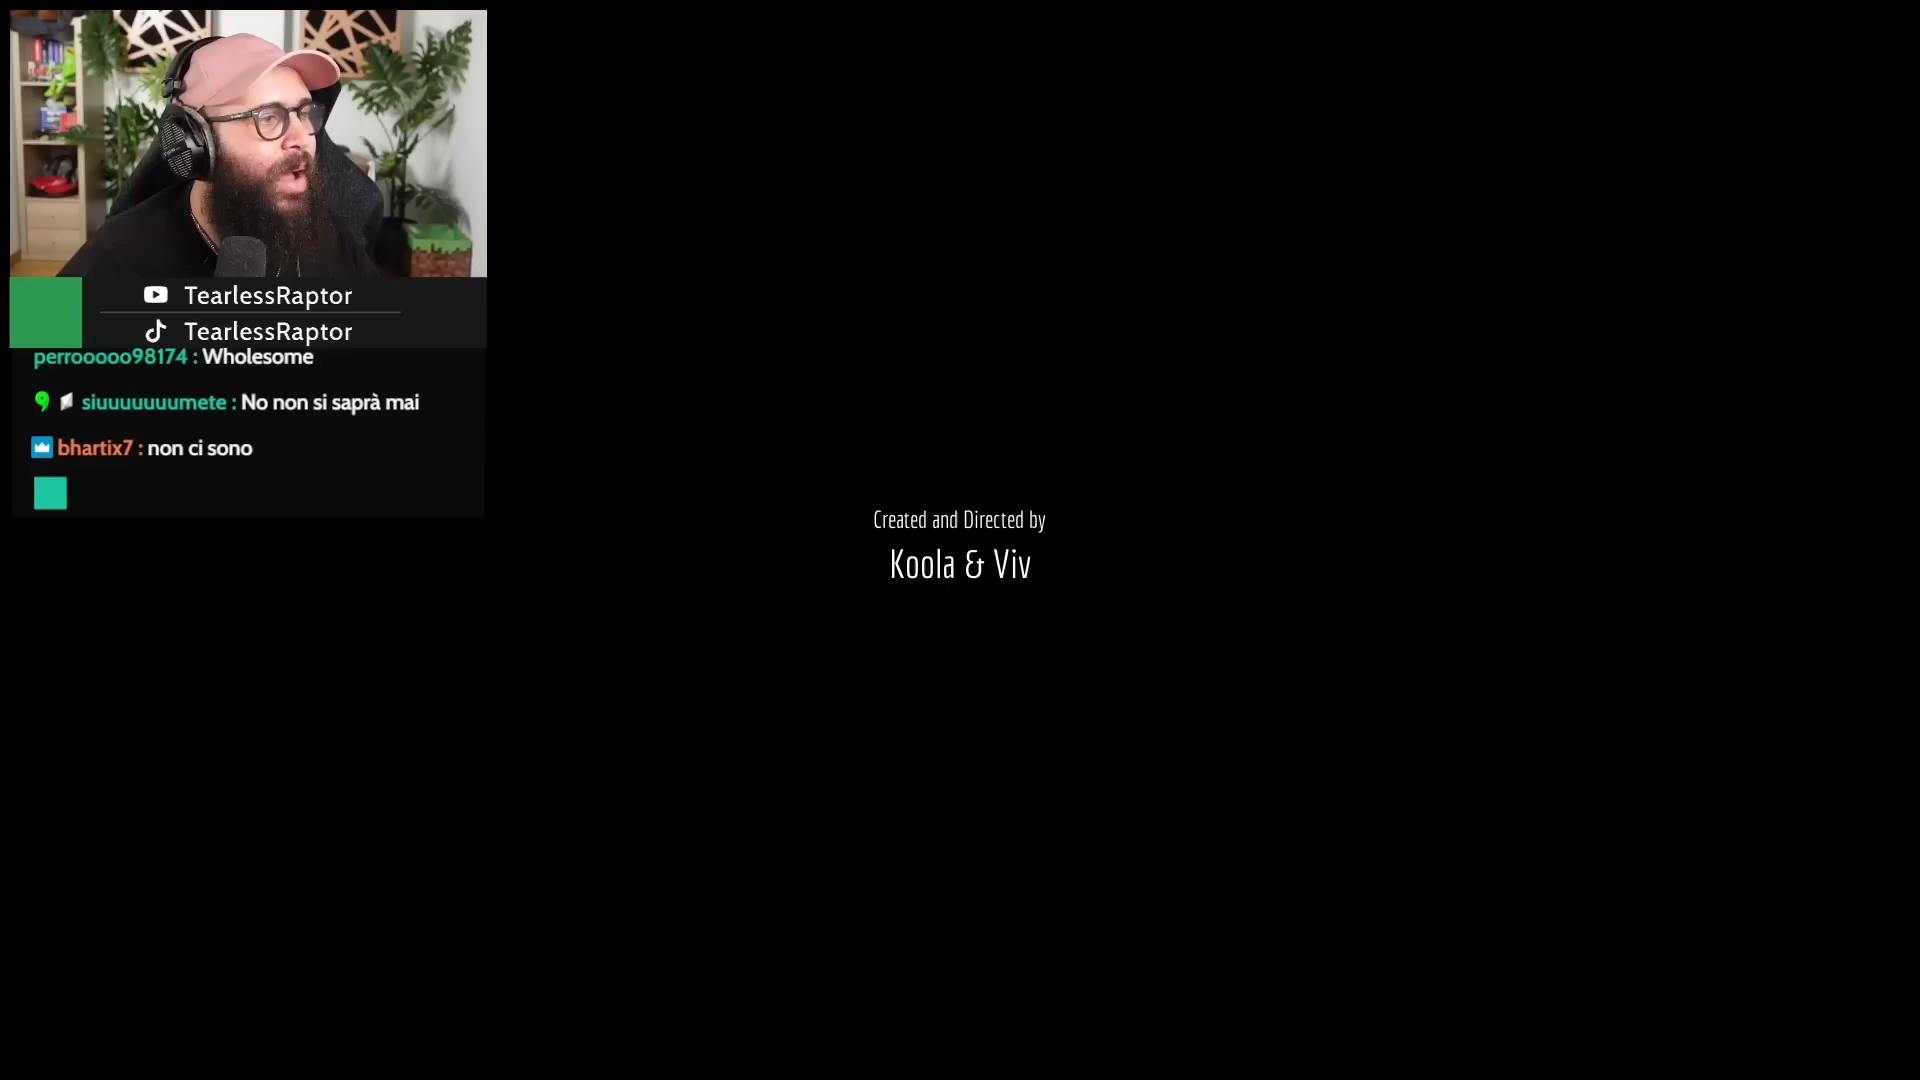 TearlessRaptor
TearlessRaptor
perrooooo98174 : Wholesome
siuuuuuuumete : No non si saprà mai
bhartix7 : non ci sono
Created and Directed by
Koola & Viv